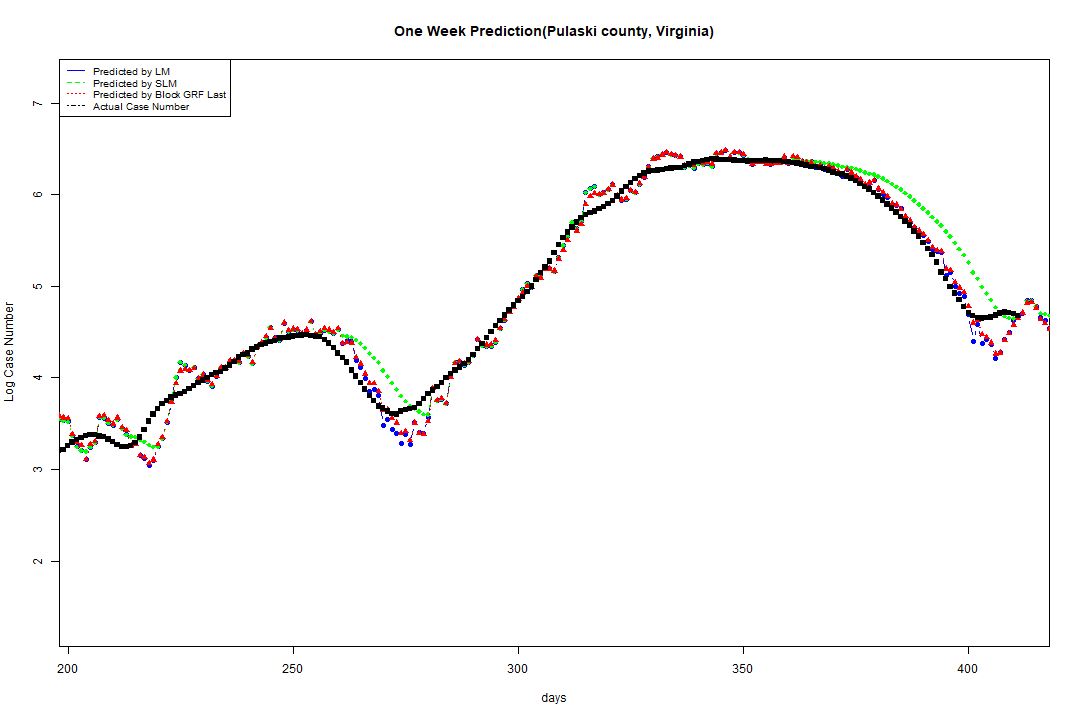 One Week Prediction(Pulaski county, Virginia)
Predicted by LM
Predicted by SLM
Predicted by Block GRF Last
Actual Case Number
7
6
5
4
3
2
Log Case Number
200 250 300 350 400
days